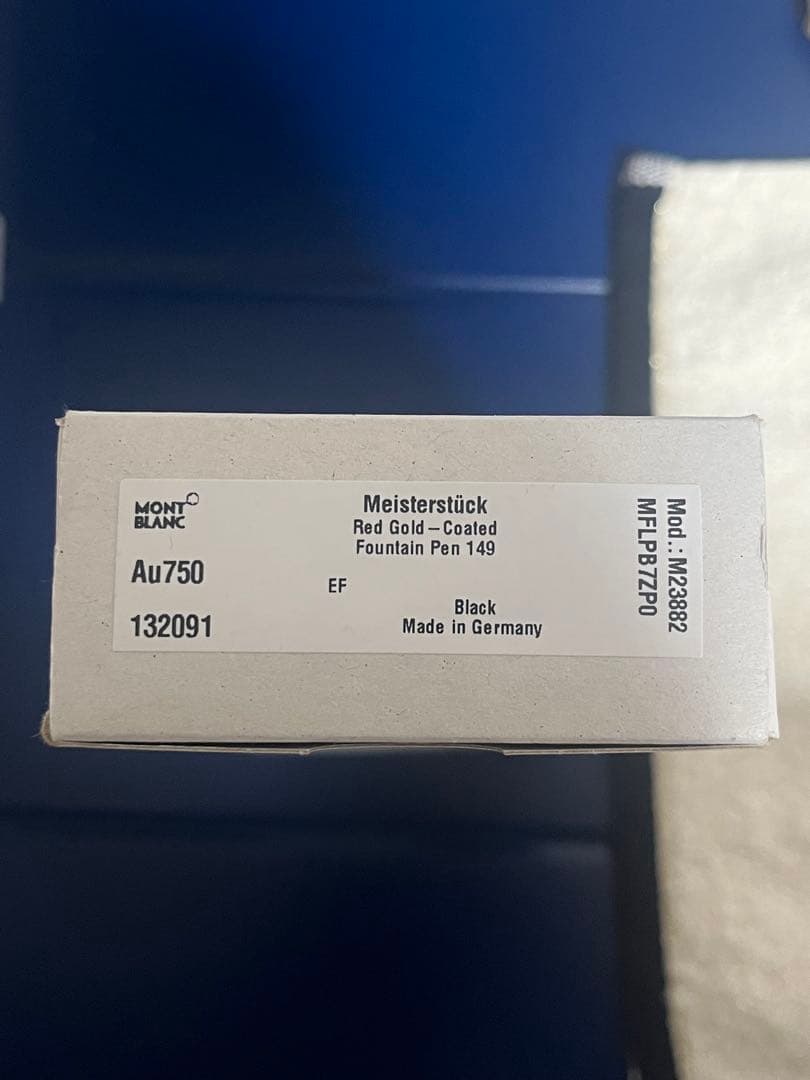 MONT
BLANC
Au750
132091
Meisterstück
Red Gold – Coated
Fountain Pen 149
EF
Black
Made in Germany
Mod.: M23882
MFLPB7ZP0